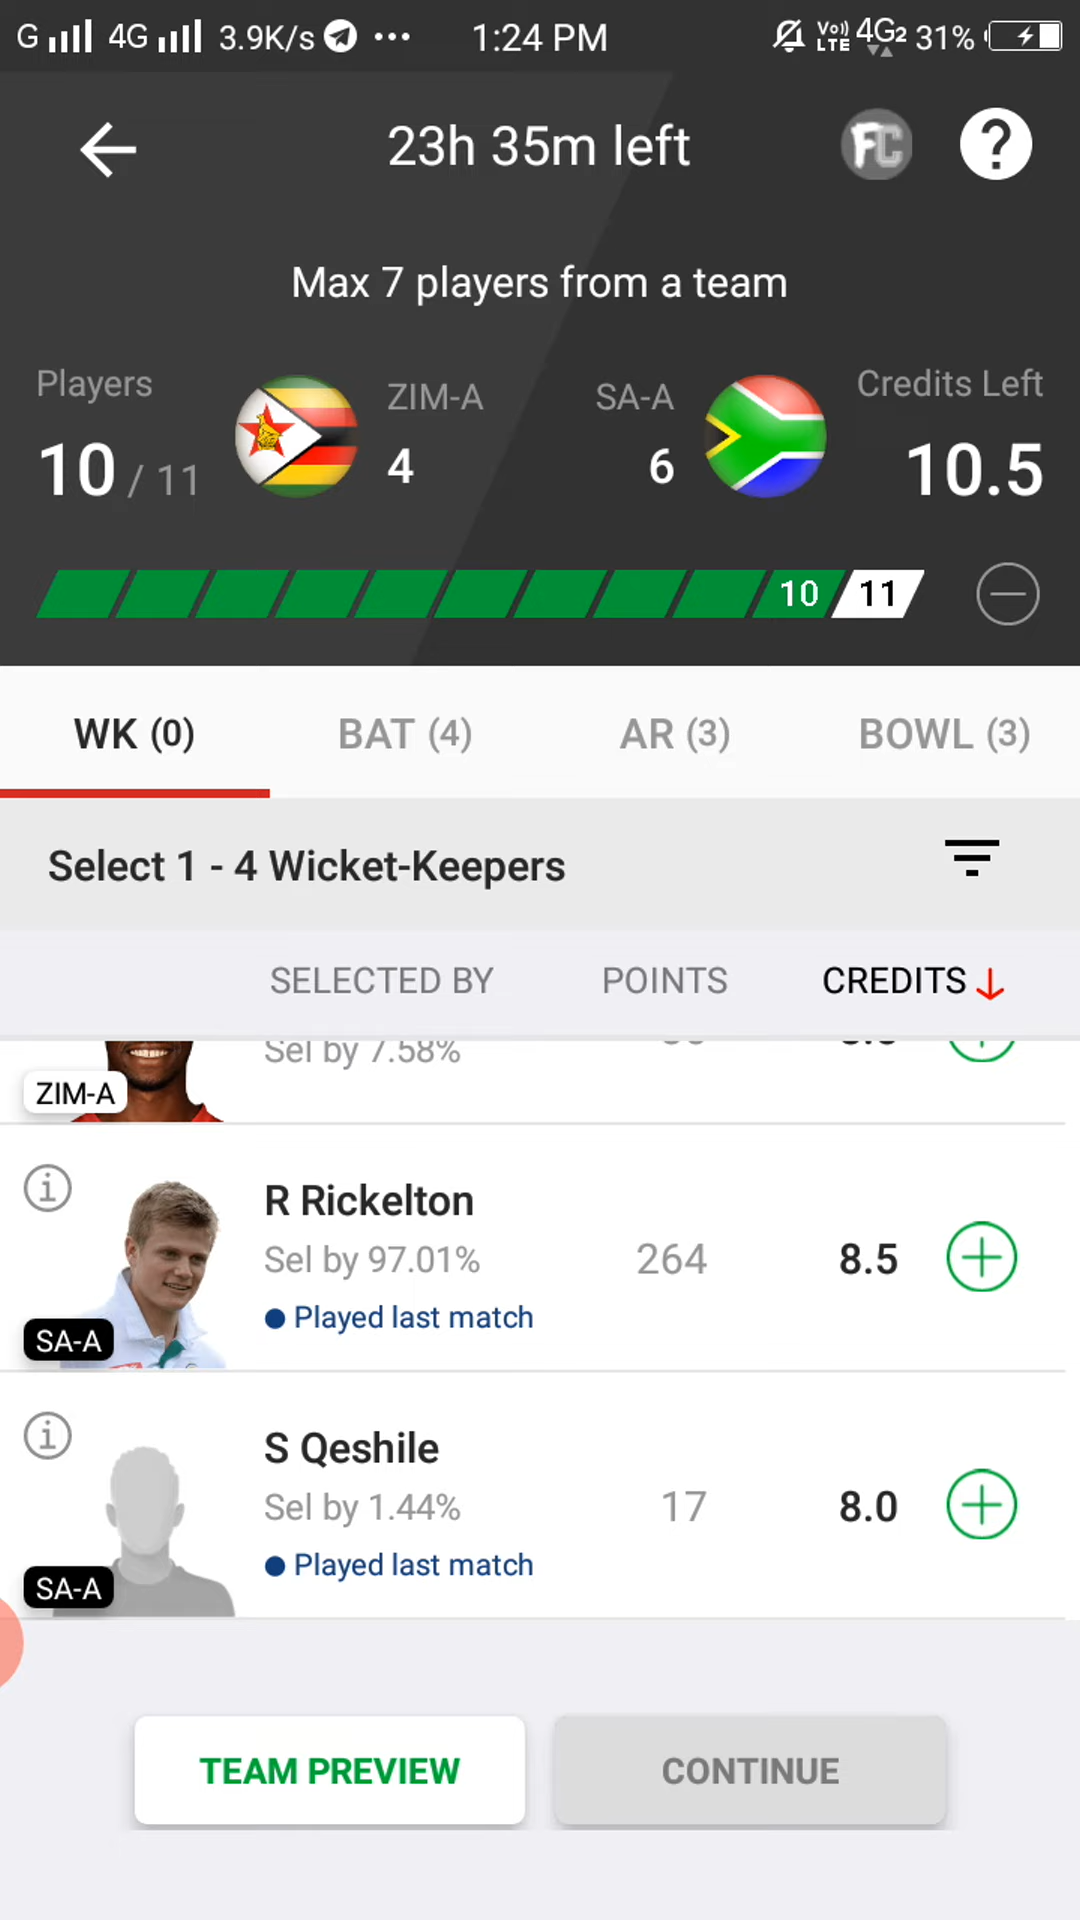 G 4G 3.9K/s ••• 1:24 PM Vo)) LTE 4G2 31%
23h 35m left FC ?
Max 7 players from a team
Players ZIM-A SA-A Credits Left
10 / 11 4 6 10.5
10 11
WK (0) BAT (4) AR (3) BOWL (3)
Select 1 - 4 Wicket-Keepers
SELECTED BY POINTS CREDITS
Sel by 7.58%
ZIM-A
R Rickelton
Sel by 97.01% 264 8.5
Played last match
SA-A
S Qeshile
Sel by 1.44% 17 8.0
Played last match
SA-A
TEAM PREVIEW CONTINUE